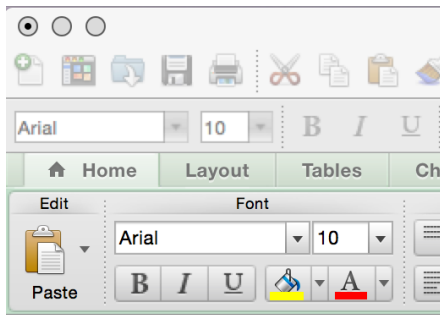 Arial 10 B I U
Home Layout Tables Ch
Edit Font
Arial 10
Paste B I U A